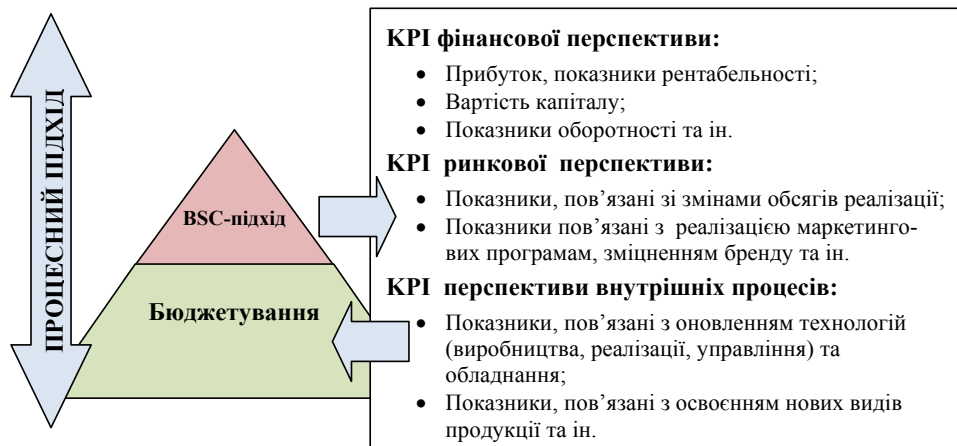 ПРОЦЕСНИЙ ПІДХІД
BSC-підхід
Бюджетування
KPI фінансової перспективи:
• Прибуток, показники рентабельності;
• Вартість капіталу;
• Показники оборотності та ін.
KPI ринкової перспективи:
• Показники, пов’язані зі змінами обсягів реалізації;
• Показники пов’язані з реалізацією маркетинго-
вих програмам, зміцненням бренду та ін.
KPI перспективи внутрішніх процесів:
• Показники, пов’язані з оновленням технологій
(виробництва, реалізації, управління) та
обладнання;
• Показники, пов’язані з освоєнням нових видів
продукції та ін.